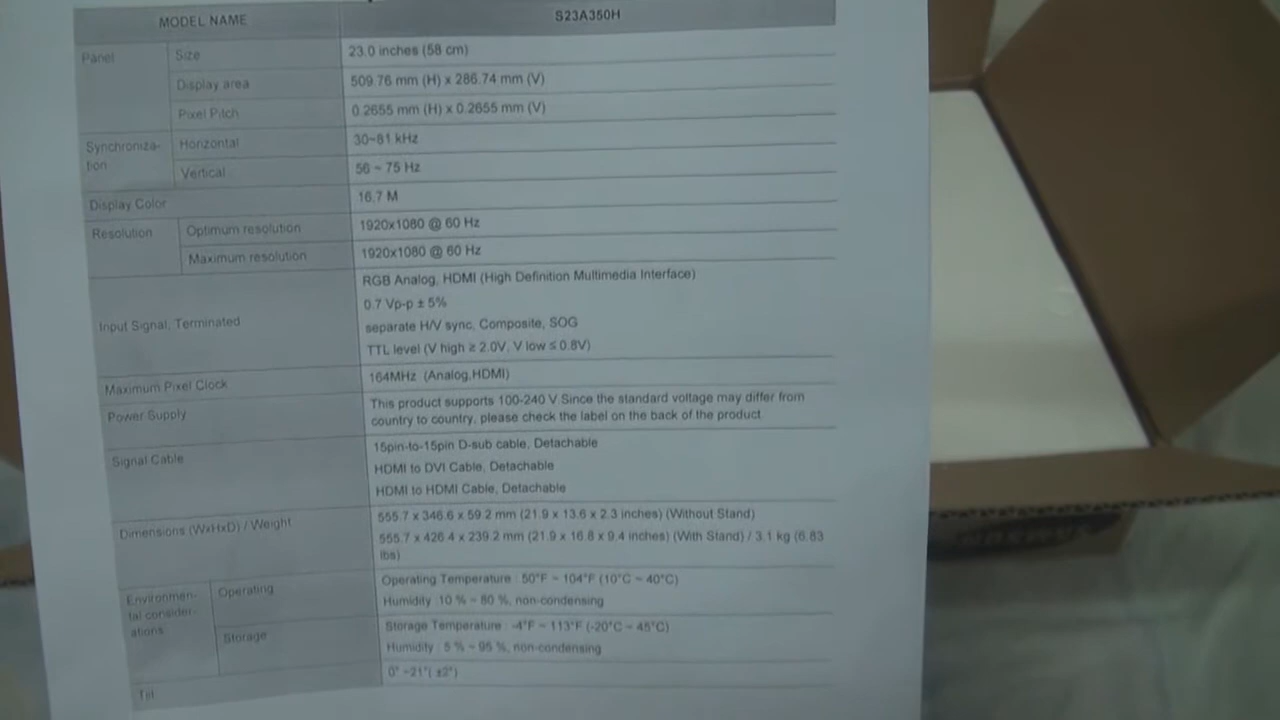 MODEL NAME S23A350H
Panel Size 23.0 inches (58 cm)
Display area 509.76 mm (H) x 286.74 mm (V)
Pixel Pitch 0.2655 mm (H) x 0.2655 mm (V)
Synchroniza-
tion
Horizontal 30~81 kHz
Vertical 56 ~ 75 Hz
Display Color 16.7 M
Resolution Optimum resolution 1920x1080 @ 60 Hz
Maximum resolution 1920x1080 @ 60 Hz
Input Signal, Terminated
RGB Analog, HDMI (High Definition Multimedia Interface)
0.7 Vp-p ± 5%
separate H/V sync, Composite, SOG
TTL level (V high ≥ 2.0V, V low ≤ 0.8V)
Maximum Pixel Clock 164MHz (Analog,HDMI)
Power Supply
This product supports 100-240 V.Since the standard voltage may differ from
country to country, please check the label on the back of the product.
Signal Cable
15pin-to-15pin D-sub cable, Detachable
HDMI to DVI Cable, Detachable
HDMI to HDMI Cable, Detachable
Dimensions (WxHxD) / Weight
555.7 x 346.6 x 59.2 mm (21.9 x 13.6 x 2.3 inches) (Without Stand)
555.7 x 426.4 x 239.2 mm (21.9 x 16.8 x 9.4 inches) (With Stand) / 3.1 kg (6.83
lbs)
Environmen-
tal consider-
ations
Operating
Operating Temperature : 50°F ~ 104°F (10°C ~ 40°C)
Humidity : 10 % ~ 80 %, non-condensing
Storage
Storage Temperature : -4°F ~ 113°F (-20°C ~ 45°C)
Humidity : 5 % ~ 95 %, non-condensing
Tilt 0° ~21°( ±2°)
SAMSUNG